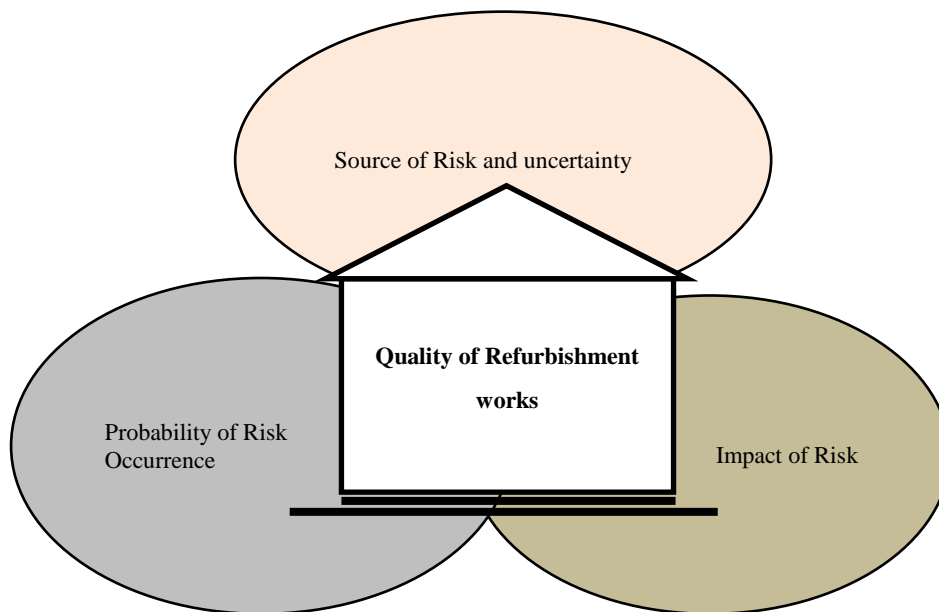 Source of Risk and uncertainty
Quality of Refurbishment
works
Probability of Risk
Occurrence
Impact of Risk